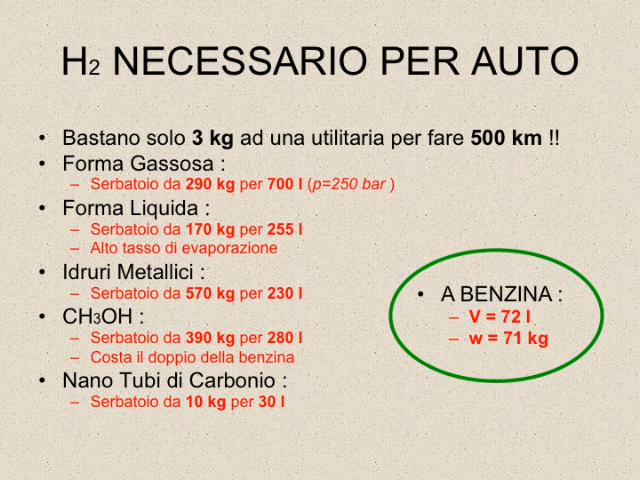 H2 NECESSARIO PER AUTO
• Bastano solo 3 kg ad una utilitaria per fare 500 km !!
• Forma Gassosa :
– Serbatoio da 290 kg per 700 l (p=250 bar )
• Forma Liquida :
– Serbatoio da 170 kg per 255 l
– Alto tasso di evaporazione
• Idruri Metallici :
– Serbatoio da 570 kg per 230 l
• CH3OH :
– Serbatoio da 390 kg per 280 l
– Costa il doppio della benzina
• Nano Tubi di Carbonio :
– Serbatoio da 10 kg per 30 l
• A BENZINA :
– V = 72 l
– w = 71 kg